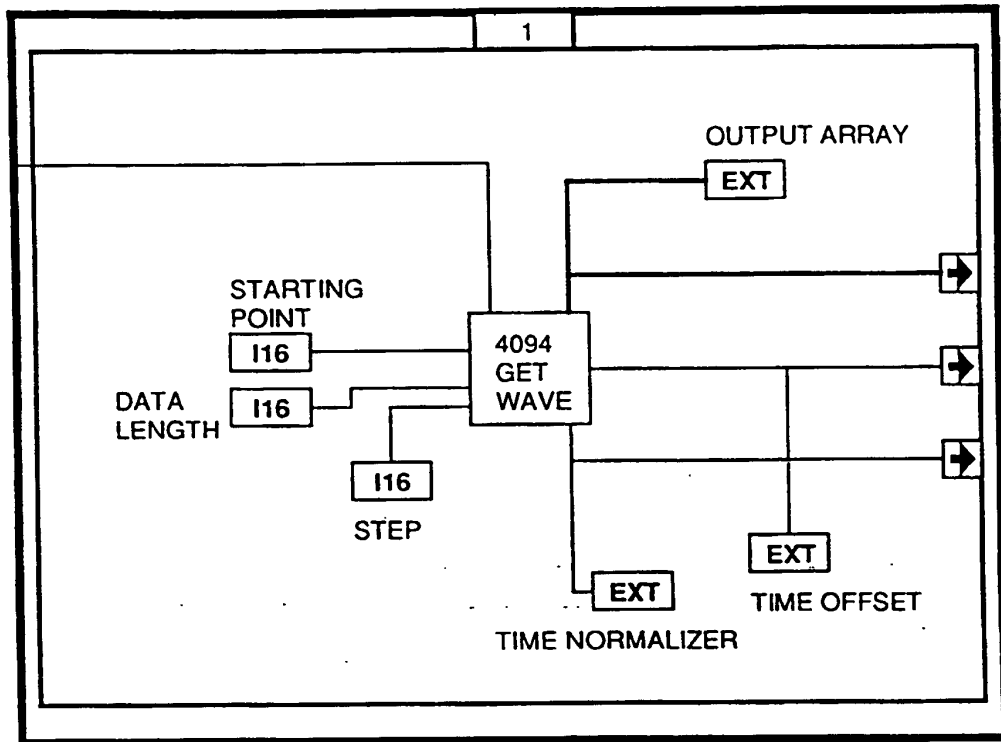 1
OUTPUT ARRAY
EXT
STARTING
POINT
I16
4094
GET
WAVE
DATA
LENGTH
I16
I16
STEP
EXT
TIME OFFSET
EXT
TIME NORMALIZER